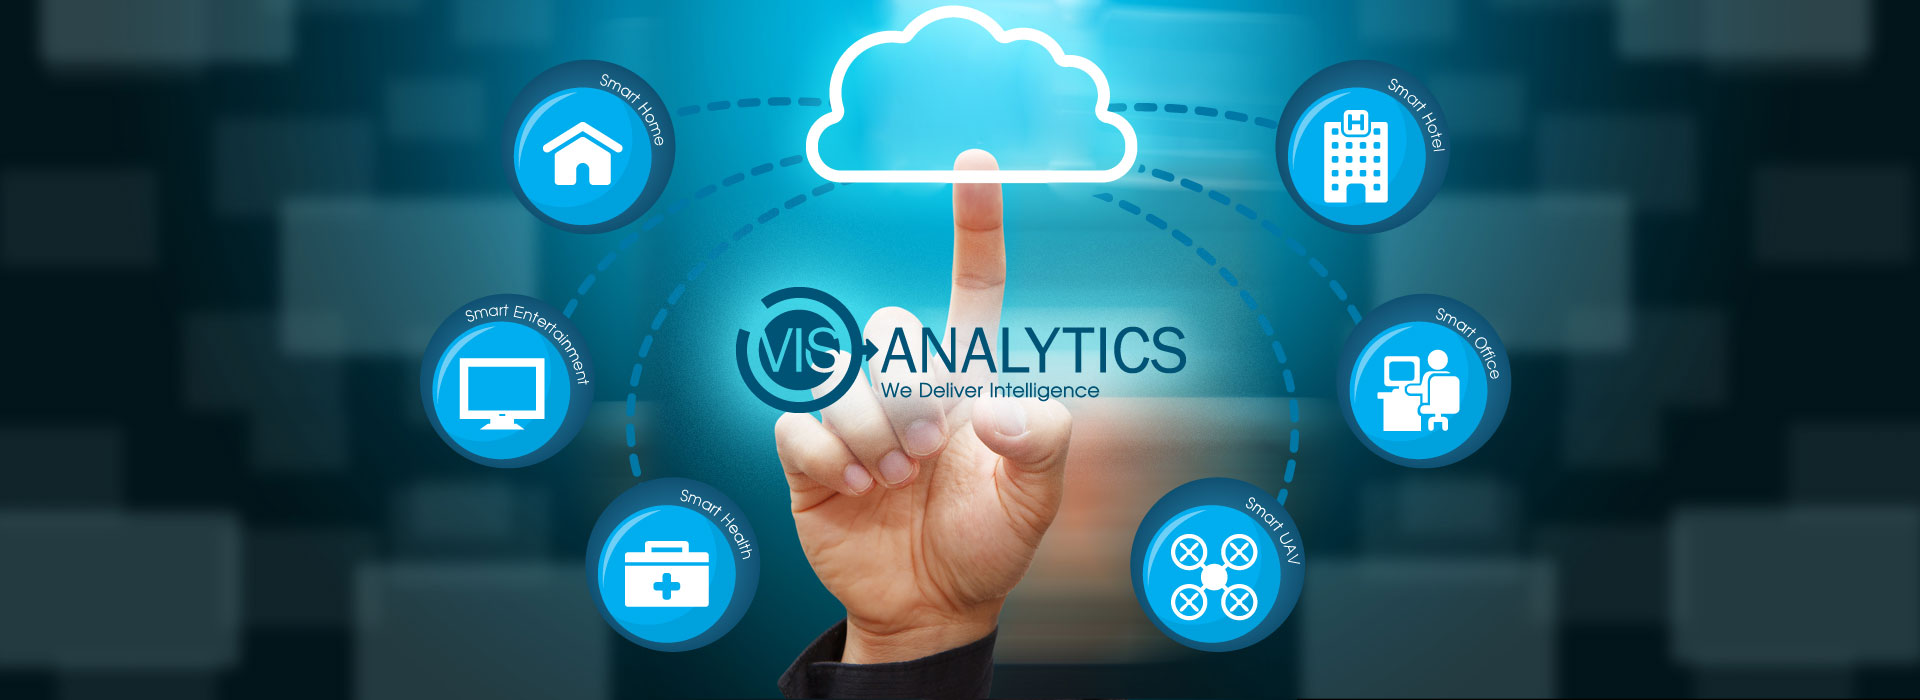 Smart Home
Smart Hotel
H
Smart Entertainment
VIS ANALYTICS
We Deliver Intelligence
Smart Office
Smart Health
Smart UAV